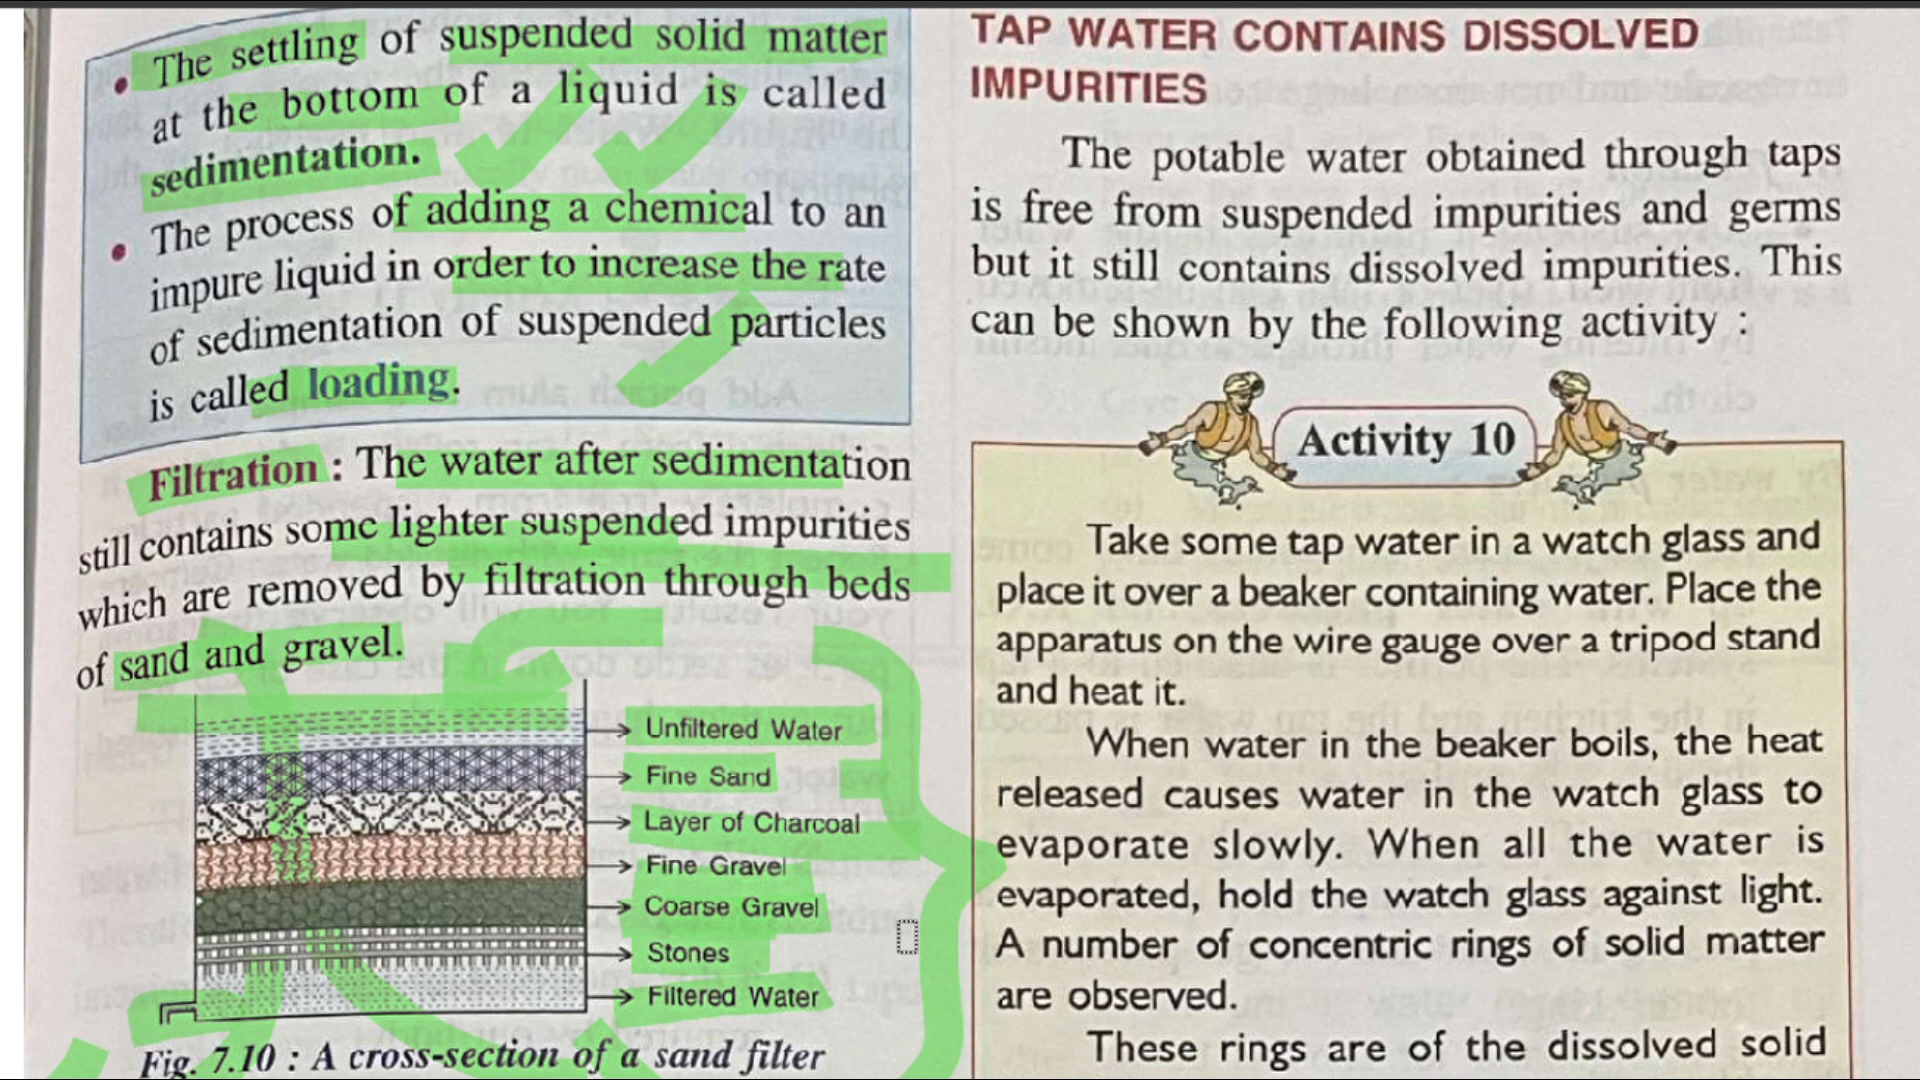 • The settling of suspended solid matter
at the bottom of a liquid is called
sedimentation.
• The process of adding a chemical to an
impure liquid in order to increase the rate
of sedimentation of suspended particles
is called loading.
Filtration : The water after sedimentation
still contains some lighter suspended impurities
which are removed by filtration through beds
of sand and gravel.
Unfiltered Water
Fine Sand
Layer of Charcoal
Fine Gravel
Coarse Gravel
Stones
Filtered Water
Fig. 7.10 : A cross-section of a sand filter
TAP WATER CONTAINS DISSOLVED
IMPURITIES
The potable water obtained through taps
is free from suspended impurities and germs
but it still contains dissolved impurities. This
can be shown by the following activity :
Activity 10
Take some tap water in a watch glass and
place it over a beaker containing water. Place the
apparatus on the wire gauge over a tripod stand
and heat it.
When water in the beaker boils, the heat
released causes water in the watch glass to
evaporate slowly. When all the water is
evaporated, hold the watch glass against light.
A number of concentric rings of solid matter
are observed.
These rings are of the dissolved solid